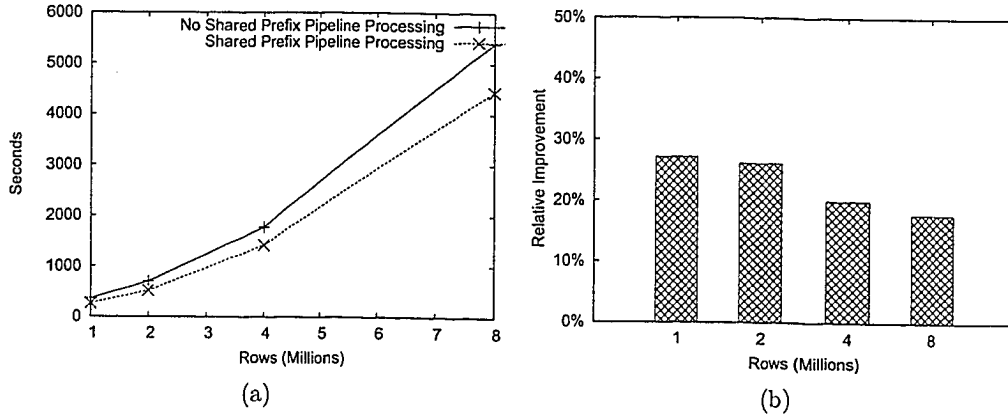 No Shared Prefix Pipeline Processing
Shared Prefix Pipeline Processing
6000
5000
4000
3000
2000
1000
0
Seconds
1 2 3 4 5 6 7 8
Rows (Millions)
(a)
50%
40%
30%
20%
10%
0%
Relative Improvement
1 2 4 8
Rows (Millions)
(b)